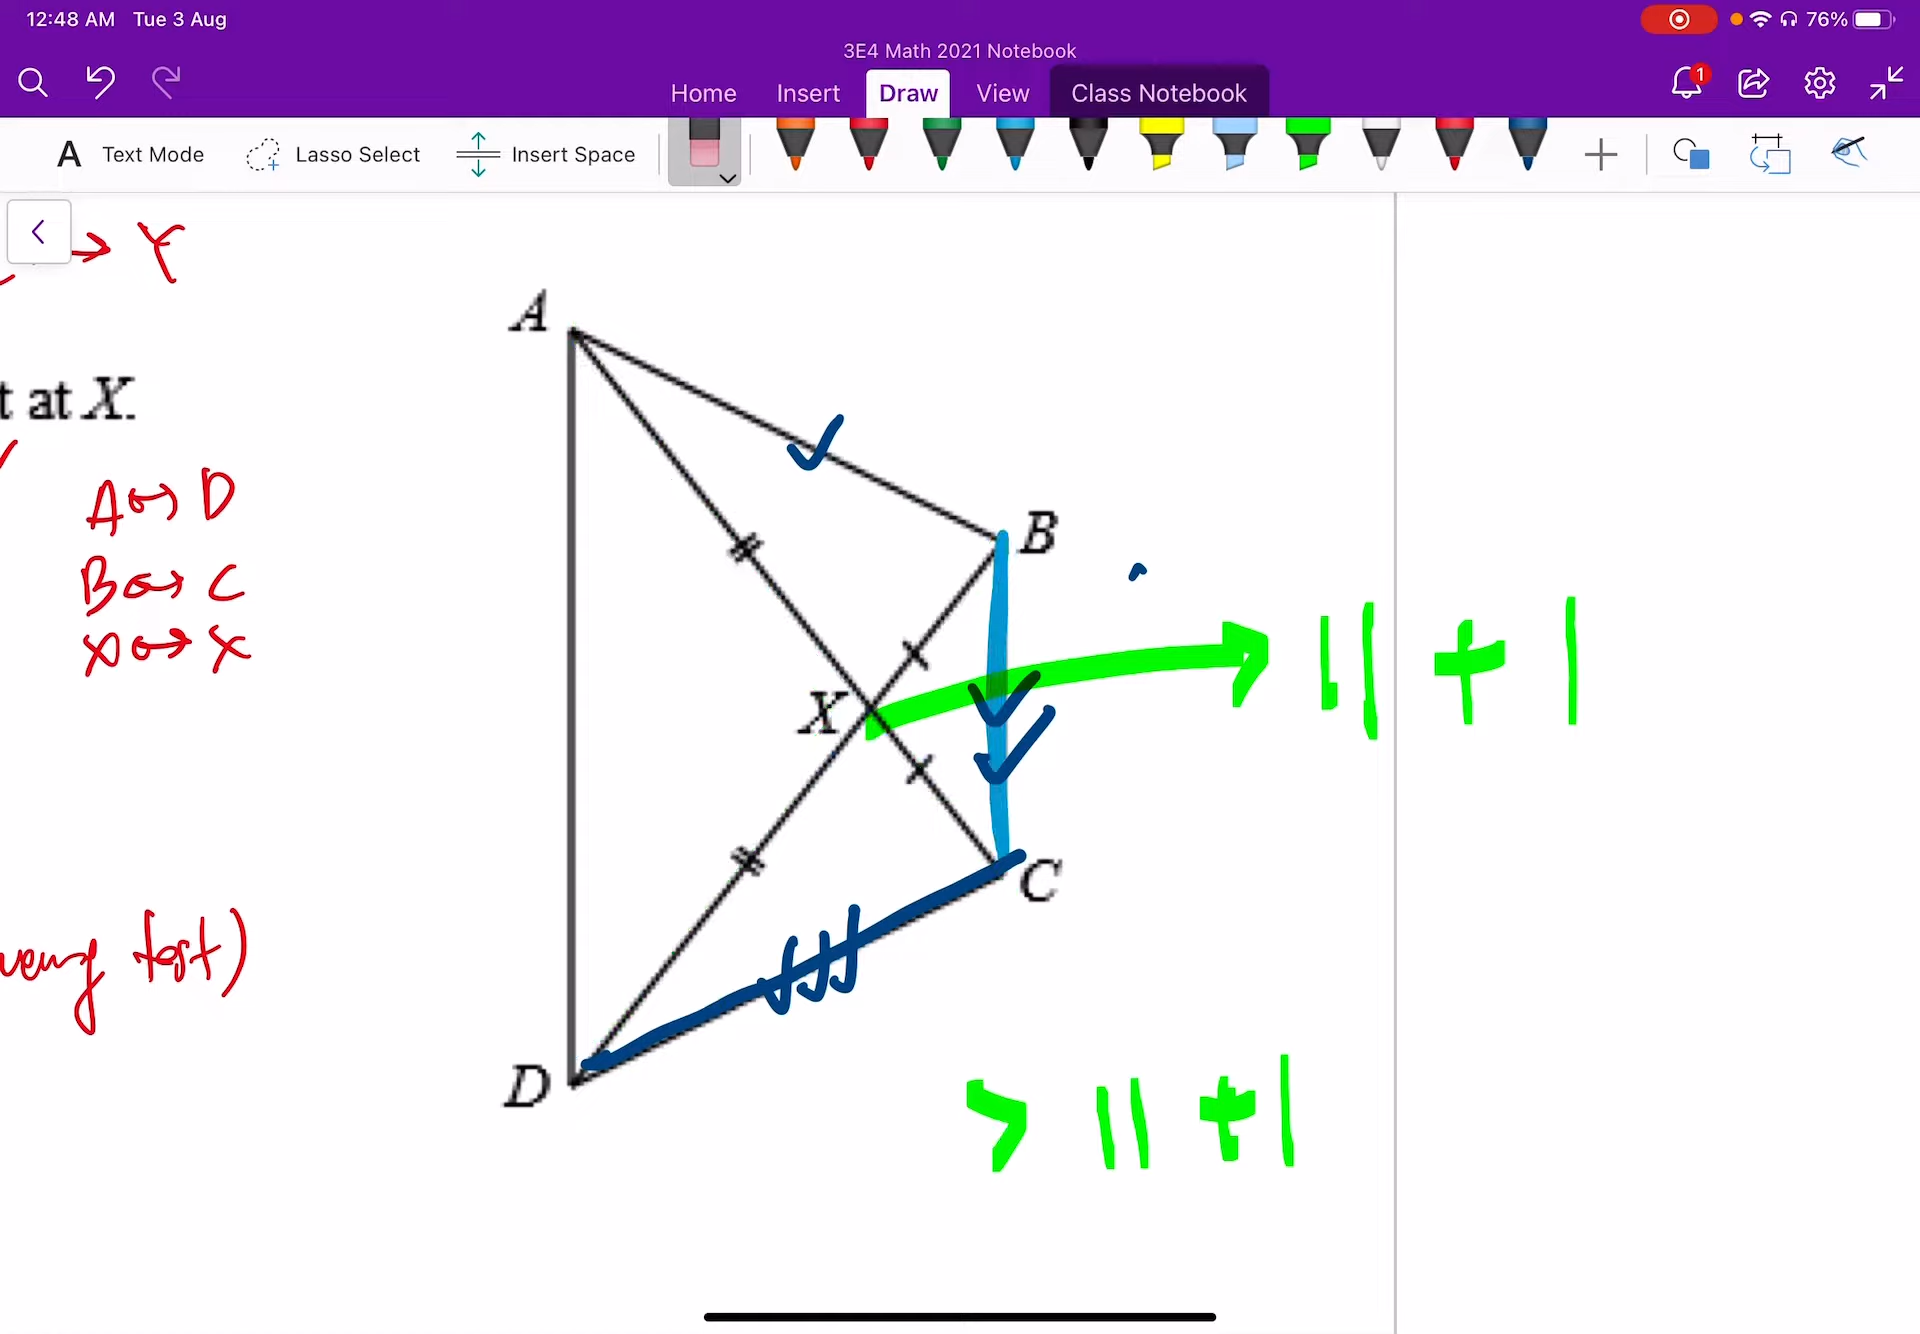 12:48 AM Tue 3 Aug
76%
3E4 Math 2021 Notebook
1
Home Insert Draw View Class Notebook
A Text Mode Lasso Select Insert Space
→ Y
A
t at X.
A ↔ D
B
B ↔ C
X ↔ X
|| + |
X
C
test)
D
> || + |